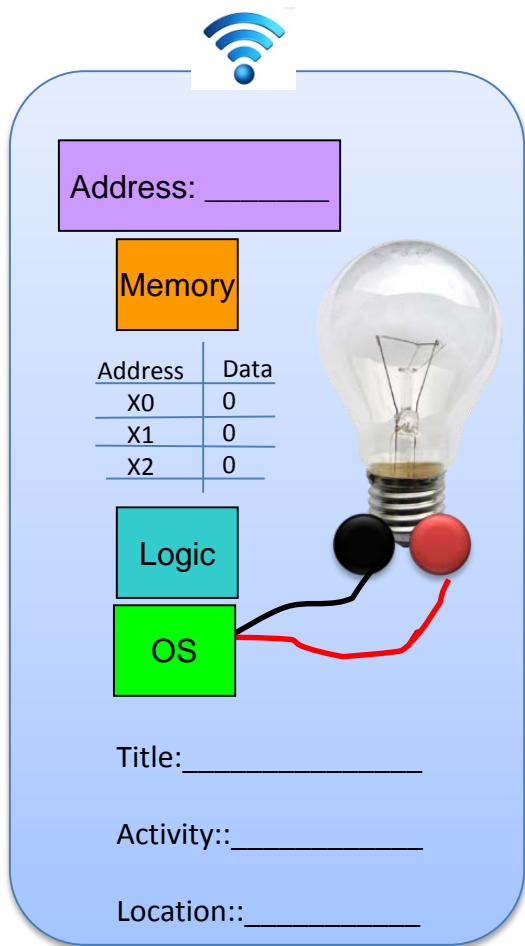 Address: _______
Memory
Address Data
X0 0
X1 0
X2 0
Logic
OS
Title:_______________
Activity::____________
Location::___________